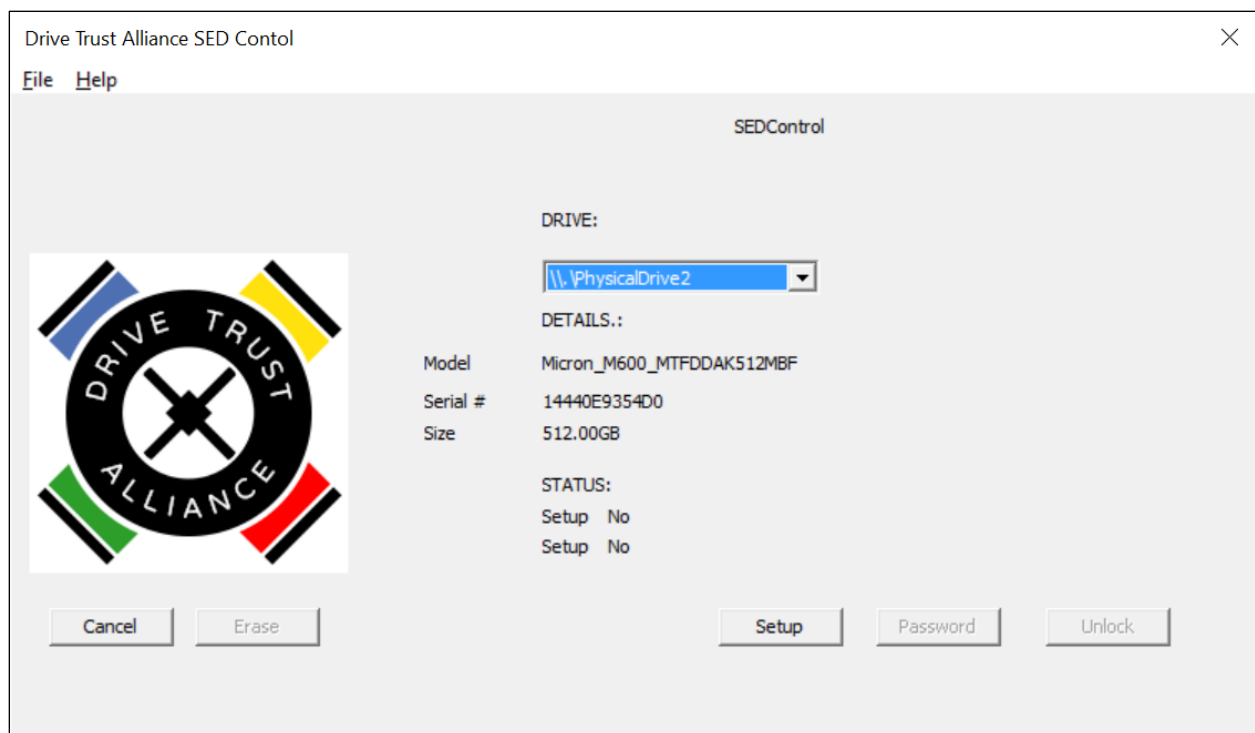 Drive Trust Alliance SED Contol
File Help
SEDControl
DRIVE:
\\.\PhysicalDrive2
DETAILS.:
Model Micron_M600_MTFDDAK512MBF
Serial # 14440E9354D0
Size 512.00GB
STATUS:
Setup No
Setup No
DRIVE TRUST
ALLIANCE
Cancel Erase Setup Password Unlock